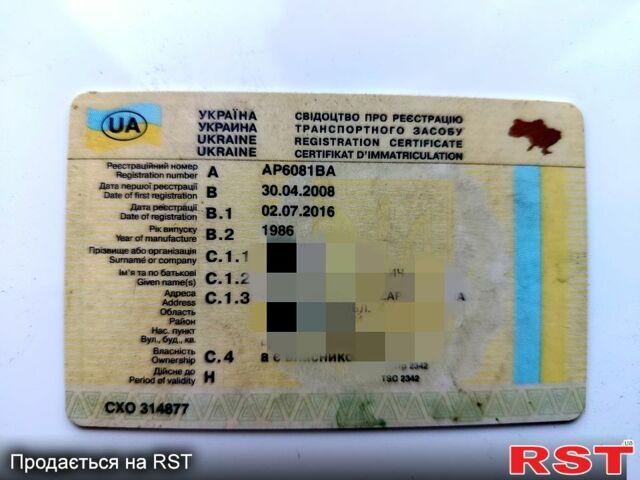 UA
УКРАЇНА
УКРАИНА
UKRAINE
UKRAINE
СВІДОЦТВО ПРО РЕЄСТРАЦІЮ
ТРАНСПОРТНОГО ЗАСОБУ
REGISTRATION CERTIFICATE
CERTIFIKAT D'IMMATRICULATION
Реєстраційний номер
Registration number
A AP6081BA
Дата першої реєстрації
Date of first registration
B 30.04.2008
Дата реєстрації
Date of registration
B.1 02.07.2016
Рік випуску
Year of manufacture
B.2 1986
Прізвище або організація
Surname or company
C.1.1
Ім'я та по батькові
Given name(s)
C.1.2
Адреса
Address
C.1.3
Область
Район
Нас. пункт
Вул., буд., кв.
Власність
Ownership
C.4 є
Дійсне до
Period of validity
H
2342
TSC 2342
CXO 314877
Продається на RST
RST
.UA